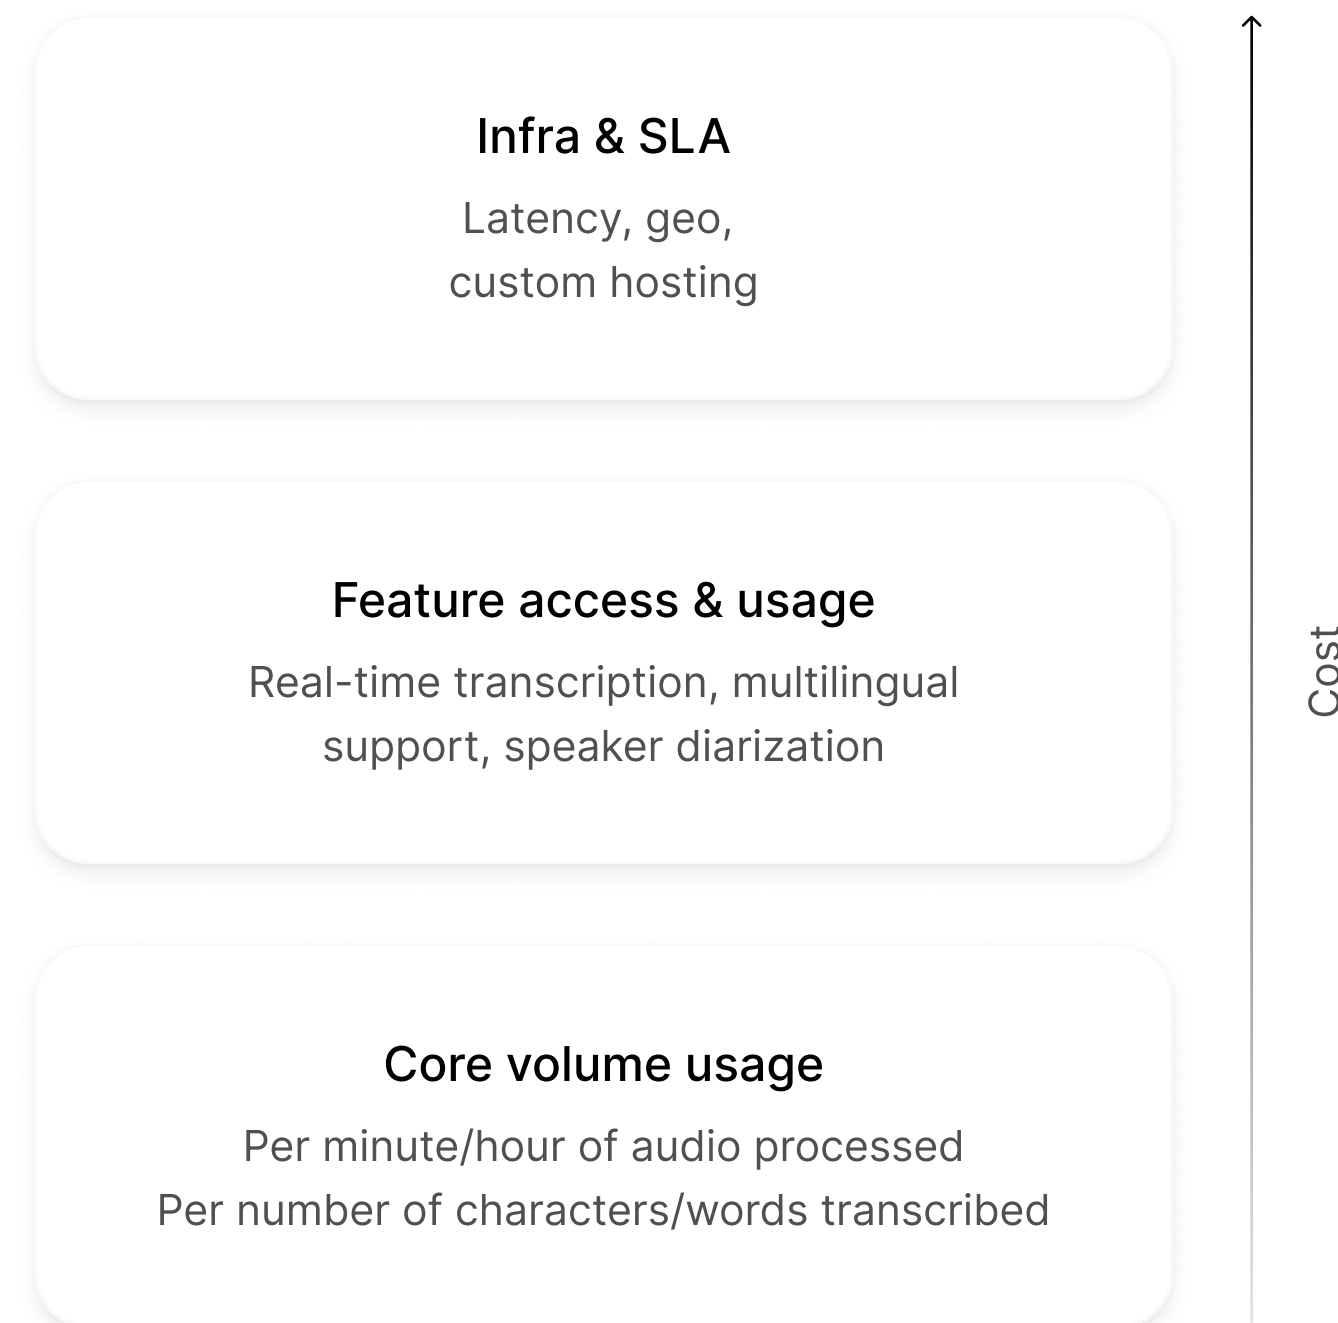 Infra & SLA
Latency, geo,
custom hosting
Feature access & usage
Real-time transcription, multilingual
support, speaker diarization
Core volume usage
Per minute/hour of audio processed
Per number of characters/words transcribed
Cost